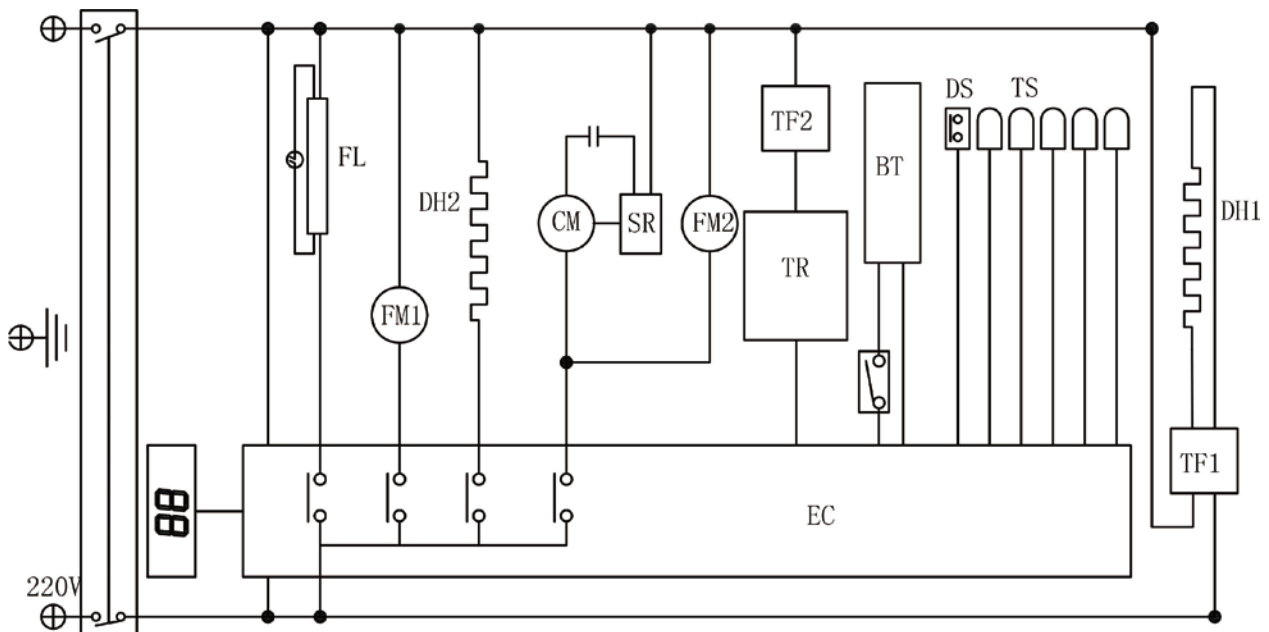 DS TS
TF2
FL
BT
DH2
CM
SR
FM2
DH1
TR
FM1
TF1
88
EC
220V